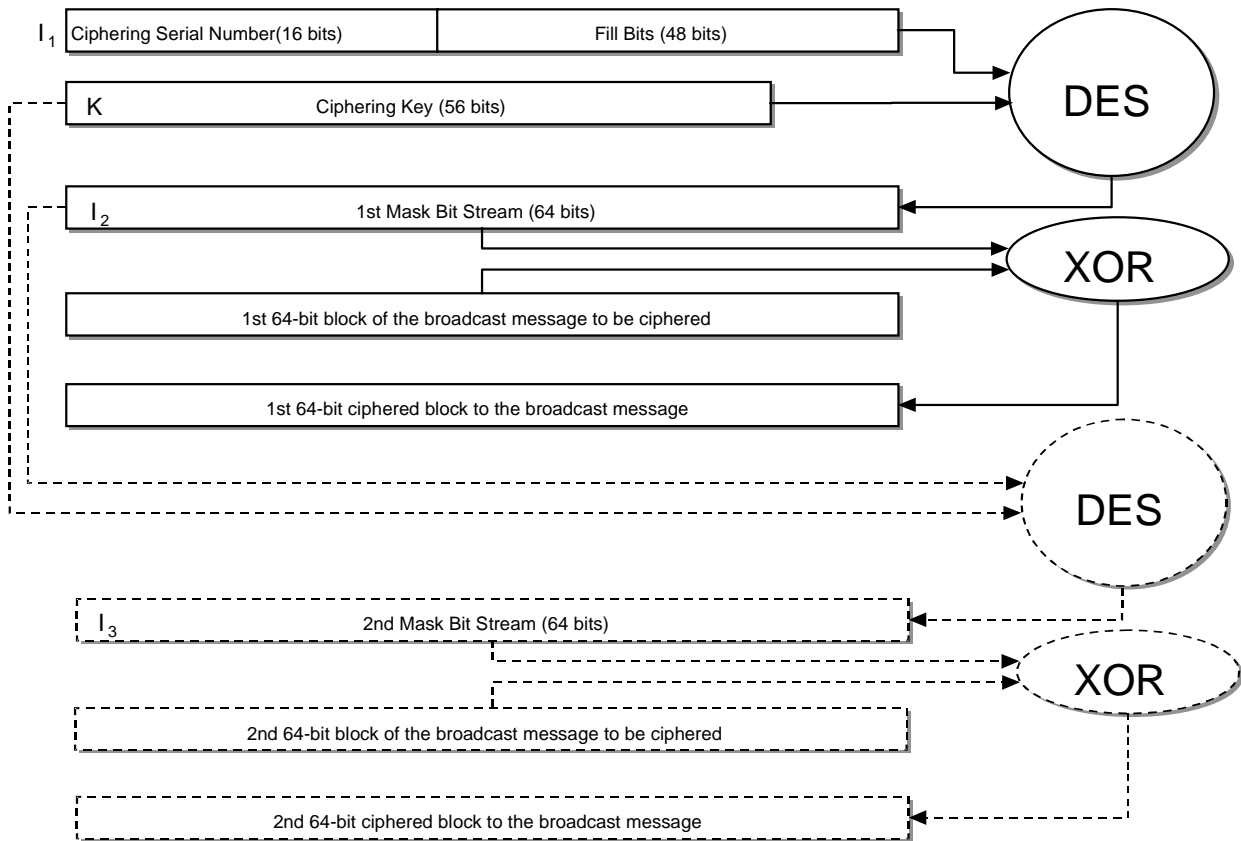 I1 Ciphering Serial Number(16 bits) Fill Bits (48 bits)
DES
K Ciphering Key (56 bits)
I2 1st Mask Bit Stream (64 bits)
XOR
1st 64-bit block of the broadcast message to be ciphered
1st 64-bit ciphered block to the broadcast message
DES
I3 2nd Mask Bit Stream (64 bits)
XOR
2nd 64-bit block of the broadcast message to be ciphered
2nd 64-bit ciphered block to the broadcast message